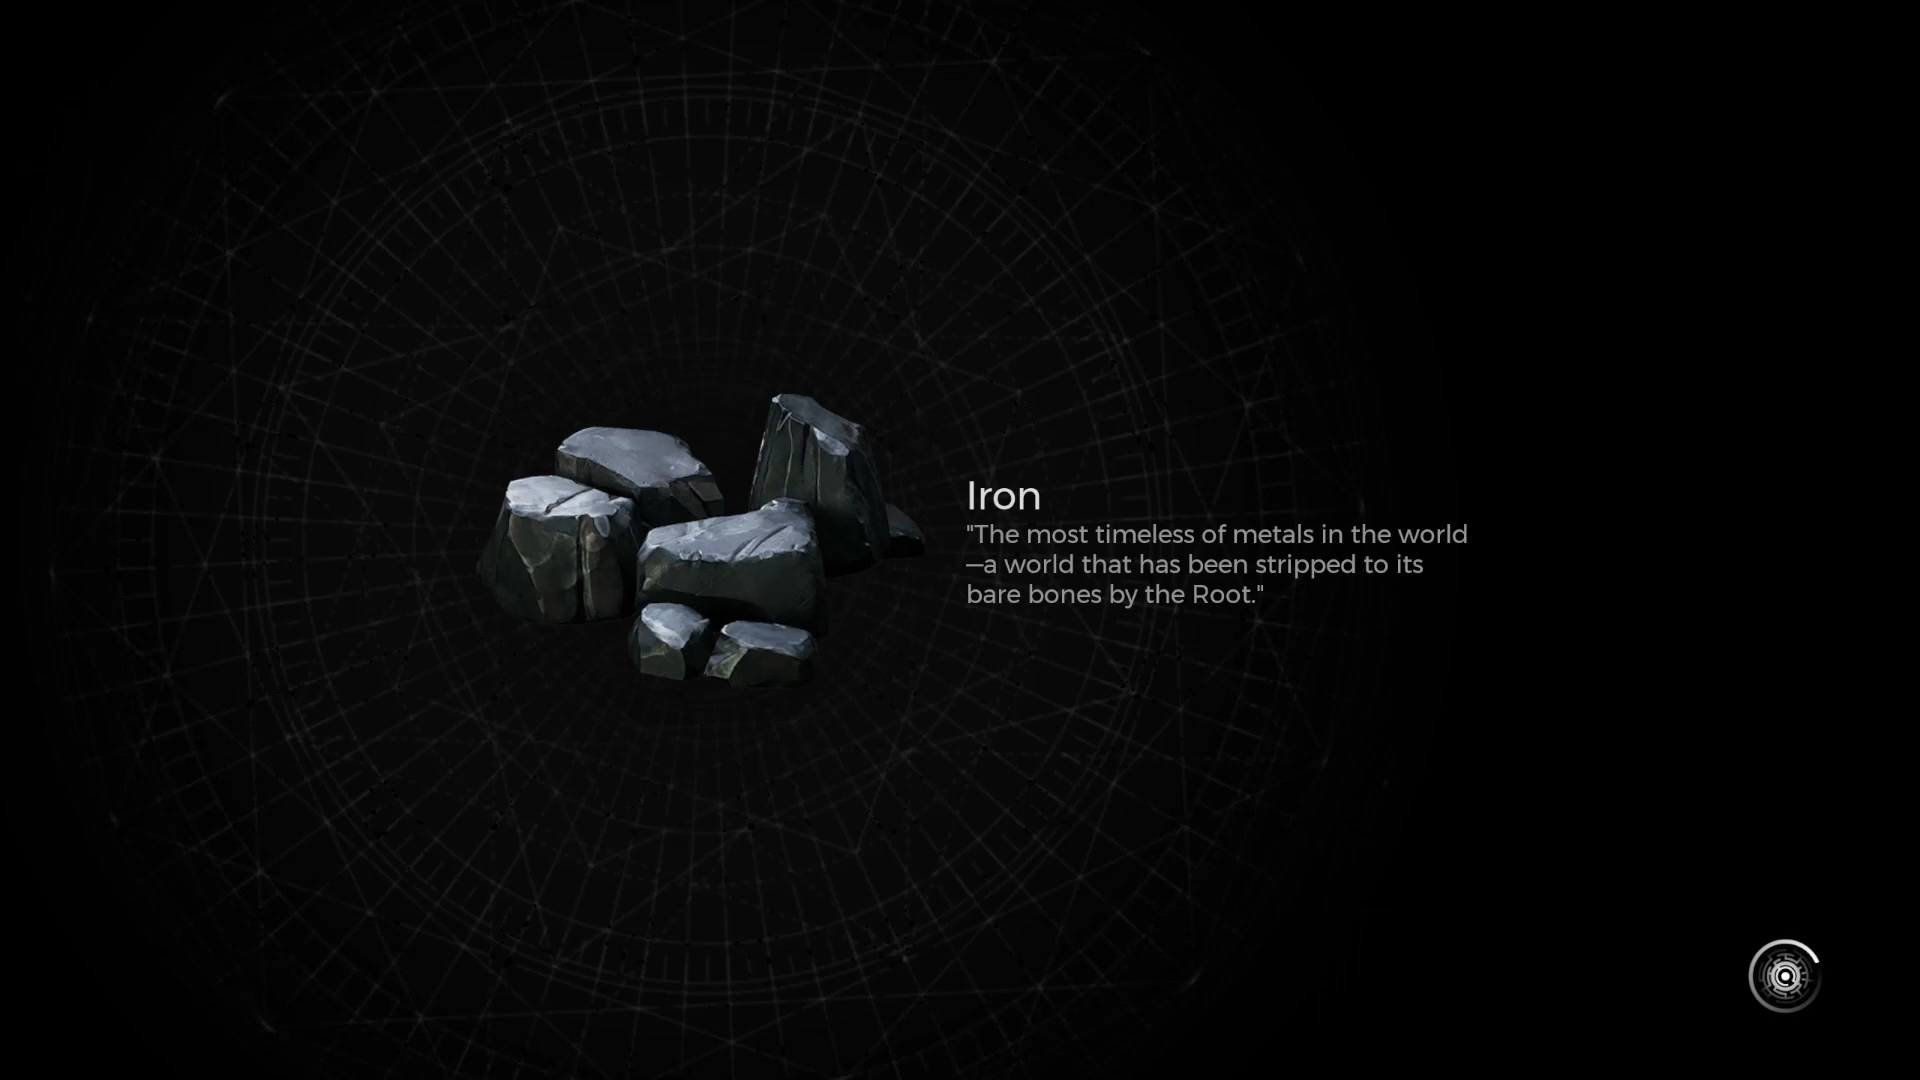 Iron
"The most timeless of metals in the world
—a world that has been stripped to its
bare bones by the Root."